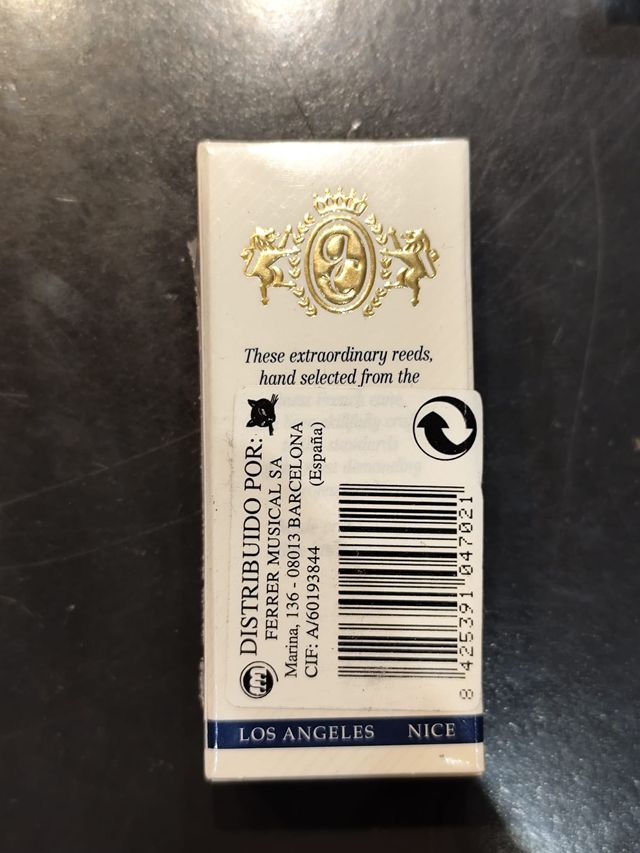 These extraordinary reeds,
hand selected from the
DISTRIBUIDO POR:
FERRER MUSICAL SA
Marina, 136 - 08013 BARCELONA
(España)
CIF: A/60193844
8 425391 047021
LOS ANGELES NICE